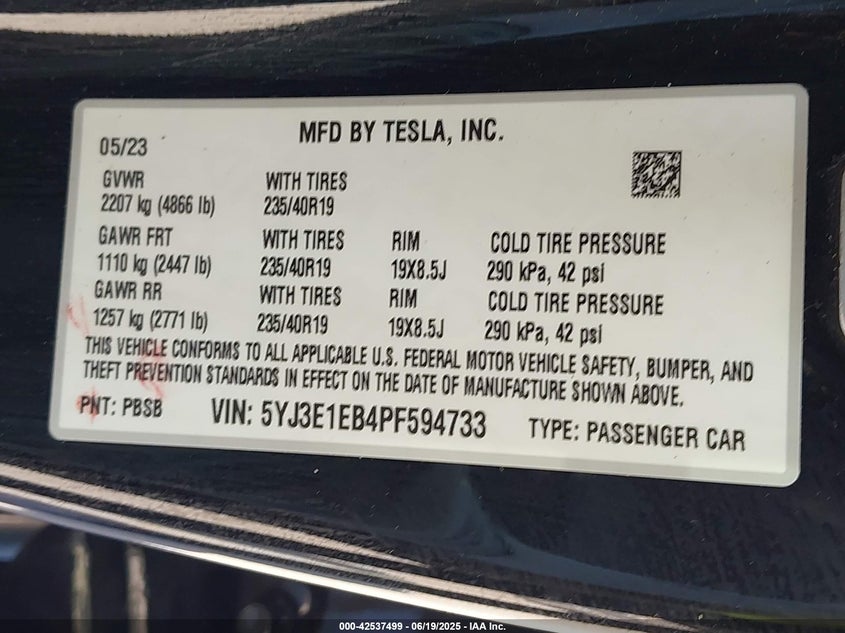 MFD BY TESLA, INC.
05/23
GVWR WITH TIRES
2207 kg (4866 lb) 235/40R19
GAWR FRT WITH TIRES RIM COLD TIRE PRESSURE
1110 kg (2447 lb) 235/40R19 19X8.5J 290 kPa, 42 psi
GAWR RR WITH TIRES RIM COLD TIRE PRESSURE
1257 kg (2771 lb) 235/40R19 19X8.5J 290 kPa, 42 psi
THIS VEHICLE CONFORMS TO ALL APPLICABLE U.S. FEDERAL MOTOR VEHICLE SAFETY, BUMPER, AND
THEFT PREVENTION STANDARDS IN EFFECT ON THE DATE OF MANUFACTURE SHOWN ABOVE.
PNT: PBSB VIN: 5YJ3E1EB4PF594733 TYPE: PASSENGER CAR
000-42537499 - 06/19/2025 - IAA Inc.